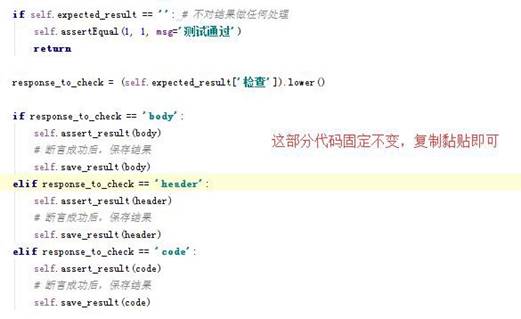 if self.expected_result == '': # 不对结果做任何处理
self.assertEqual(1, 1, msg='测试通过')
return
response_to_check = (self.expected_result['检查']).lower()
if response_to_check == 'body':
self.assert_result(body)
# 断言成功后，保存结果
self.save_result(body)
这部分代码固定不变，复制黏贴即可
elif response_to_check == 'header':
self.assert_result(header)
# 断言成功后，保存结果
self.save_result(header)
elif response_to_check == 'code':
self.assert_result(code)
# 断言成功后，保存结果
self.save_result(code)